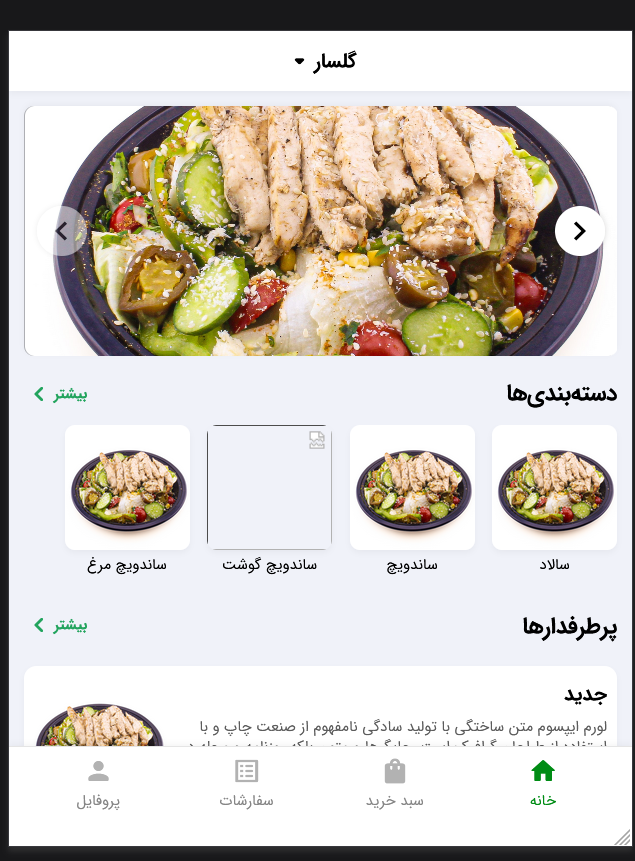 گلسار
دسته‌بندی‌ها
بیشتر
سالاد
ساندویچ
ساندویچ گوشت
ساندویچ مرغ
پرطرفدارها
بیشتر
جدید
لورم ایپسوم متن ساختگی با تولید سادگی نامفهوم از صنعت چاپ و با
خانه
سبد خرید
سفارشات
پروفایل